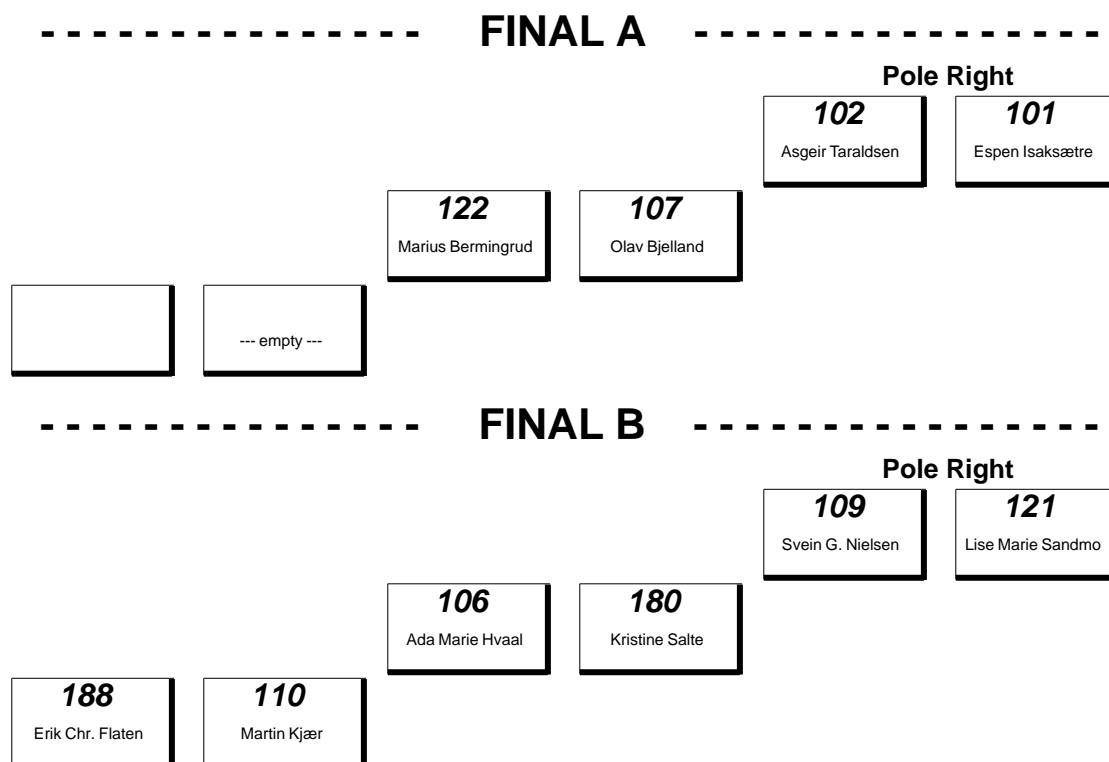 - - - - - - - - - - - - - - - FINAL A - - - - - - - - - - - - - - - -
Pole Right
102 101
Asgeir Taraldsen Espen Isaksætre
122 107
Marius Bermingrud Olav Bjelland
--- empty ---
- - - - - - - - - - - - - - - FINAL B - - - - - - - - - - - - - - - -
Pole Right
109 121
Svein G. Nielsen Lise Marie Sandmo
106 180
Ada Marie Hvaal Kristine Salte
188 110
Erik Chr. Flaten Martin Kjær